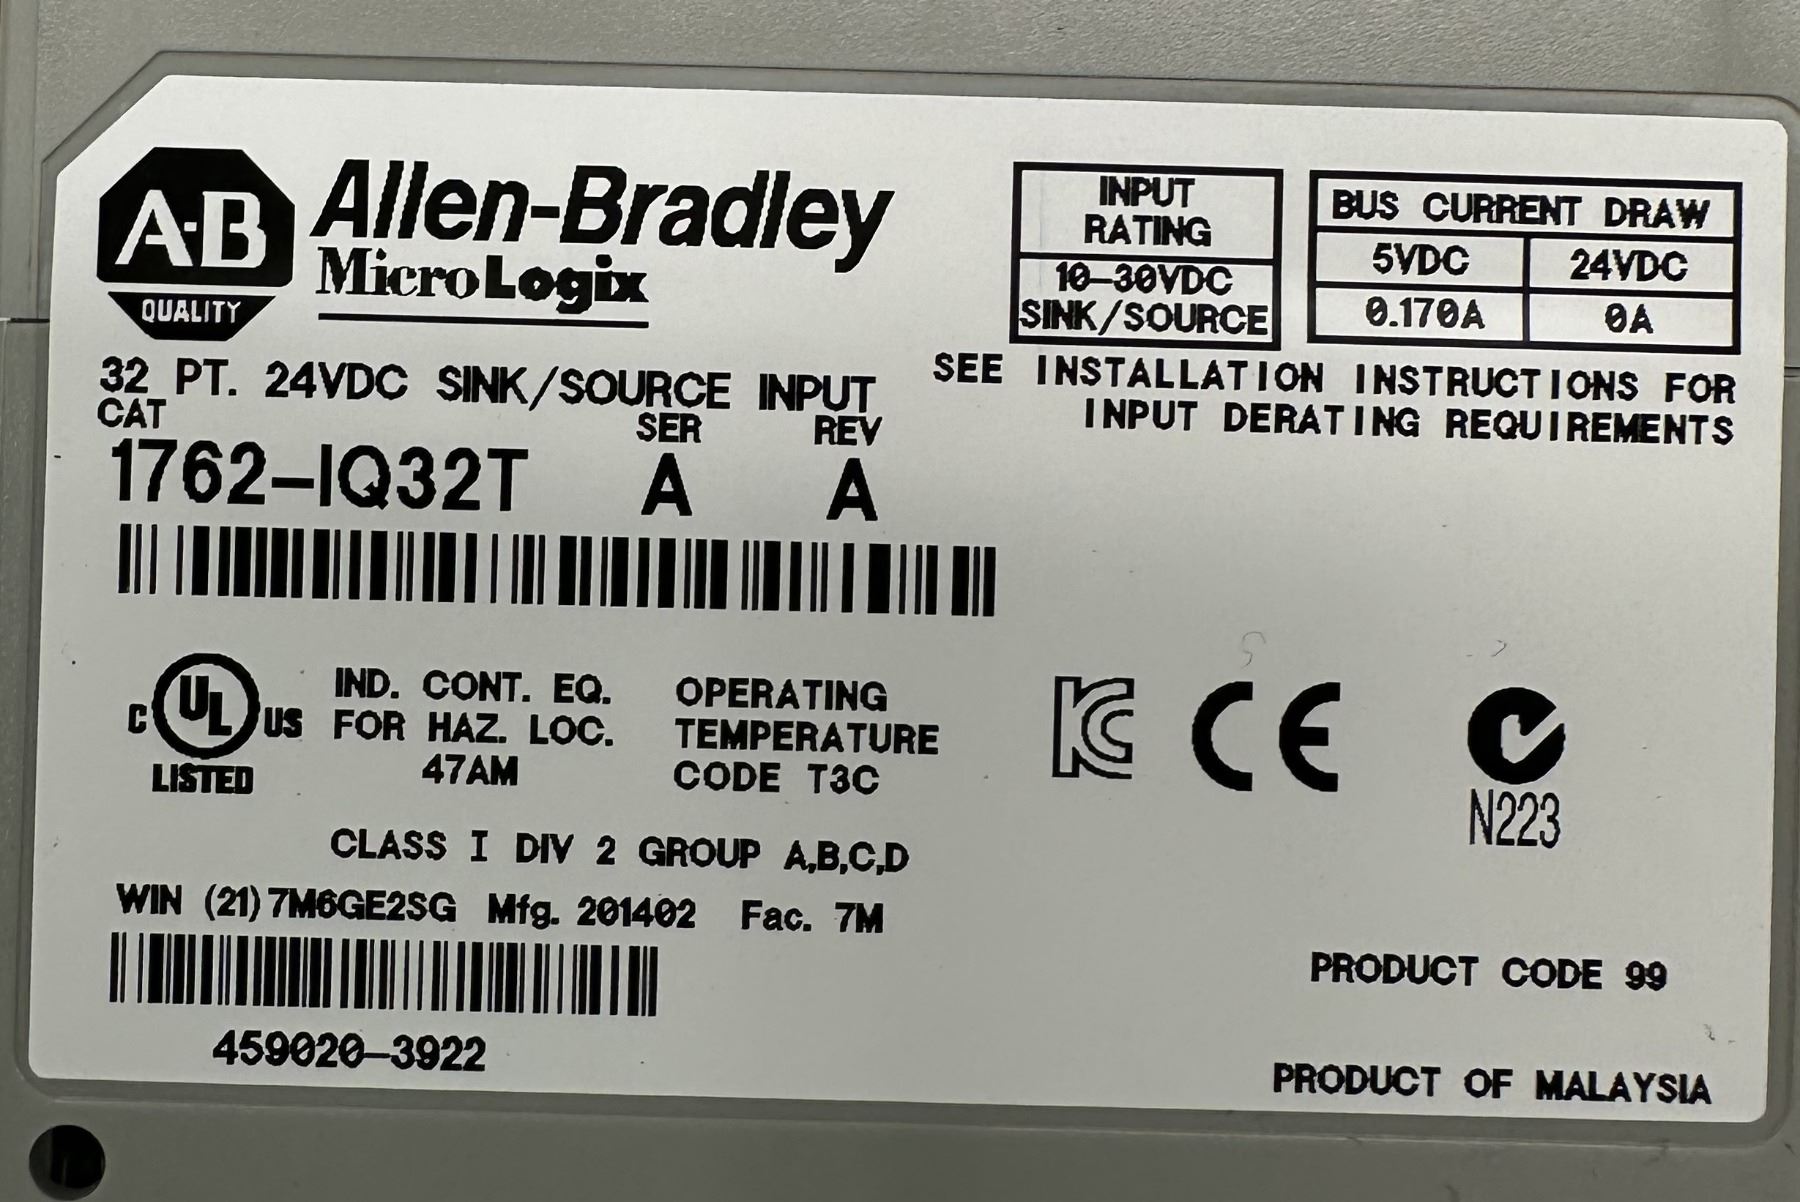 A-B
QUALITY
Allen-Bradley
MicroLogix
32 PT. 24VDC SINK/SOURCE INPUT
CAT SER REV
1762-IQ32T A A
INPUT
RATING
10-30VDC
SINK/SOURCE
BUS CURRENT DRAW
5VDC 24VDC
0.170A 0A
SEE INSTALLATION INSTRUCTIONS FOR
INPUT DERATING REQUIREMENTS
C UL US
LISTED
IND. CONT. EQ.
FOR HAZ. LOC.
47AM
OPERATING
TEMPERATURE
CODE T3C
KC CE
N223
CLASS I DIV 2 GROUP A,B,C,D
WIN (21)7M6GE2SG Mfg. 201402 Fac. 7M
459020-3922
PRODUCT CODE 99
PRODUCT OF MALAYSIA